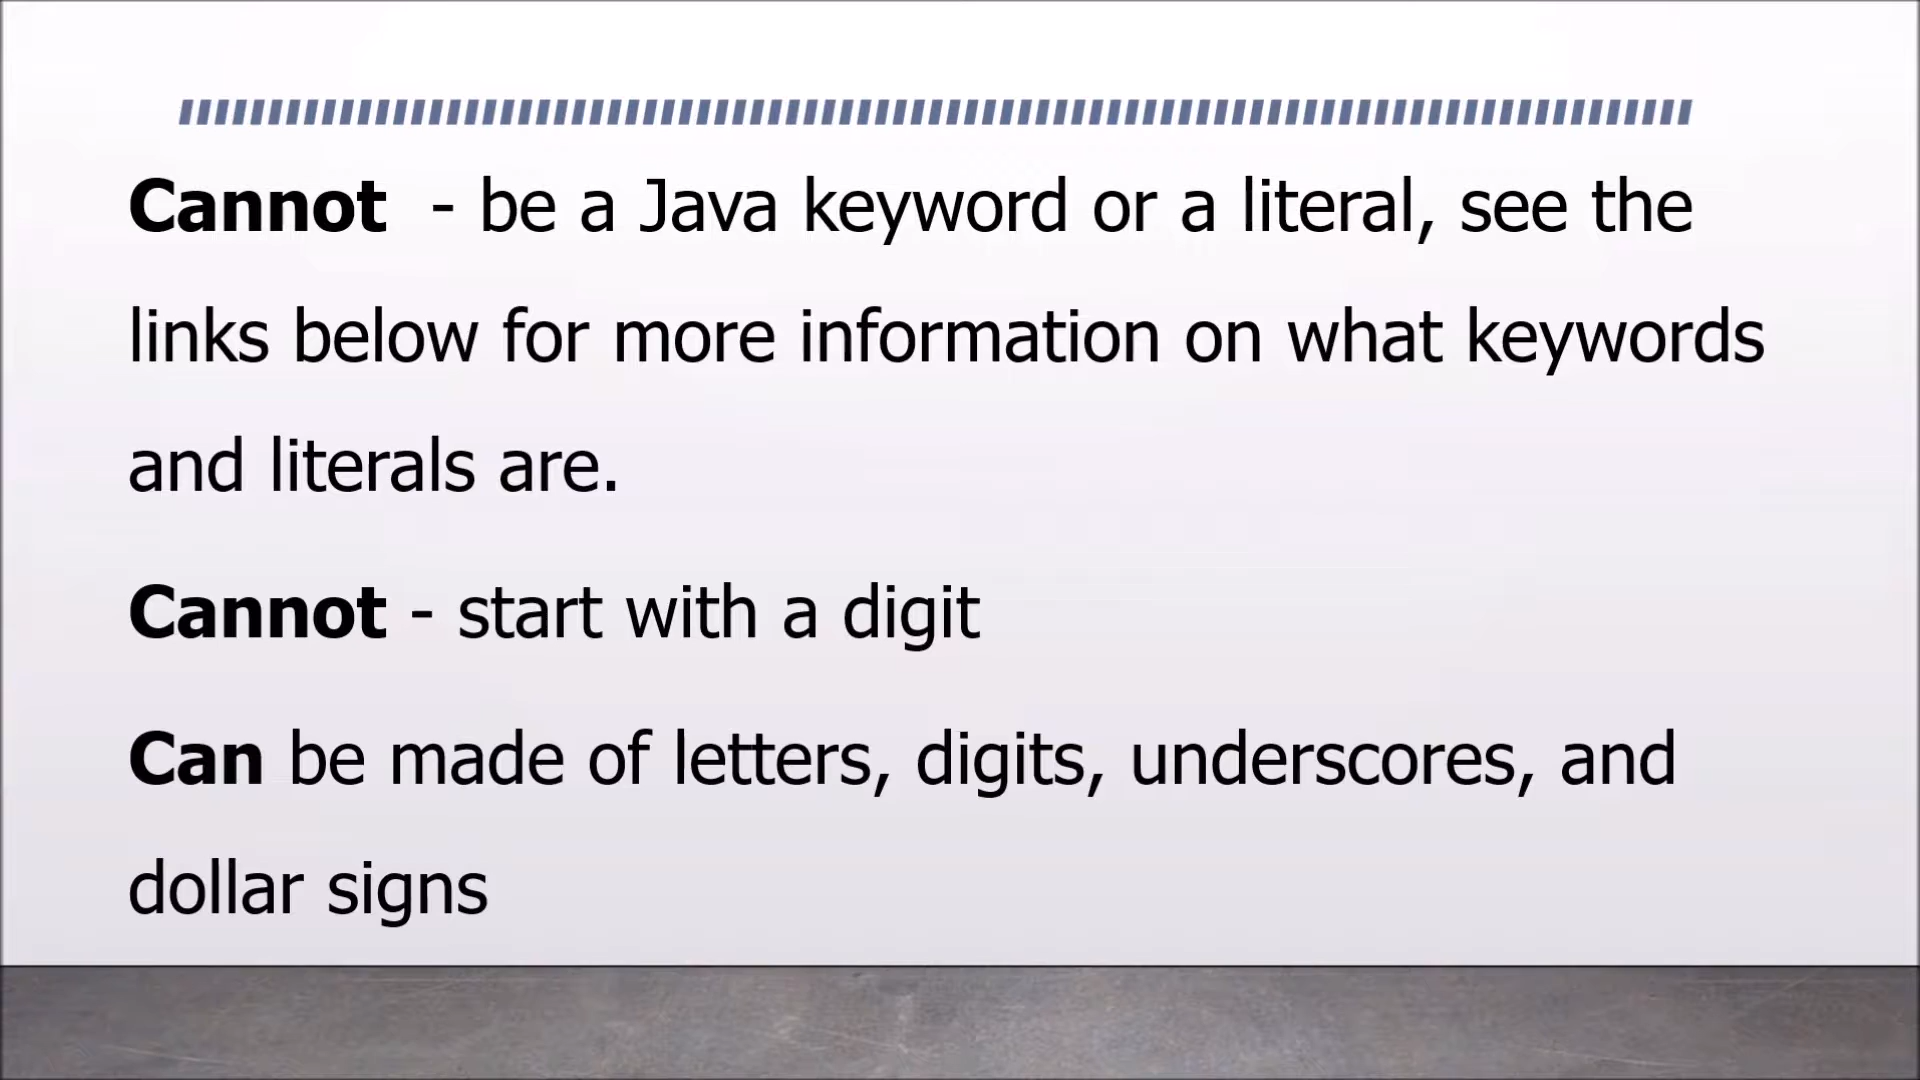 Cannot - be a Java keyword or a literal, see the
links below for more information on what keywords
and literals are.
Cannot - start with a digit
Can be made of letters, digits, underscores, and
dollar signs